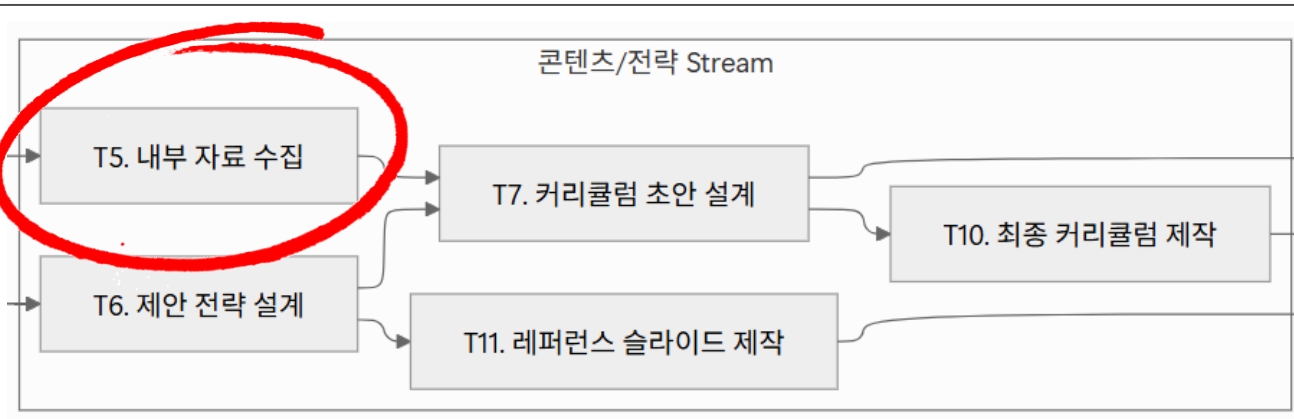 콘텐츠/전략 Stream
T5. 내부 자료 수집
T7. 커리큘럼 초안 설계
T10. 최종 커리큘럼 제작
T6. 제안 전략 설계
T11. 레퍼런스 슬라이드 제작